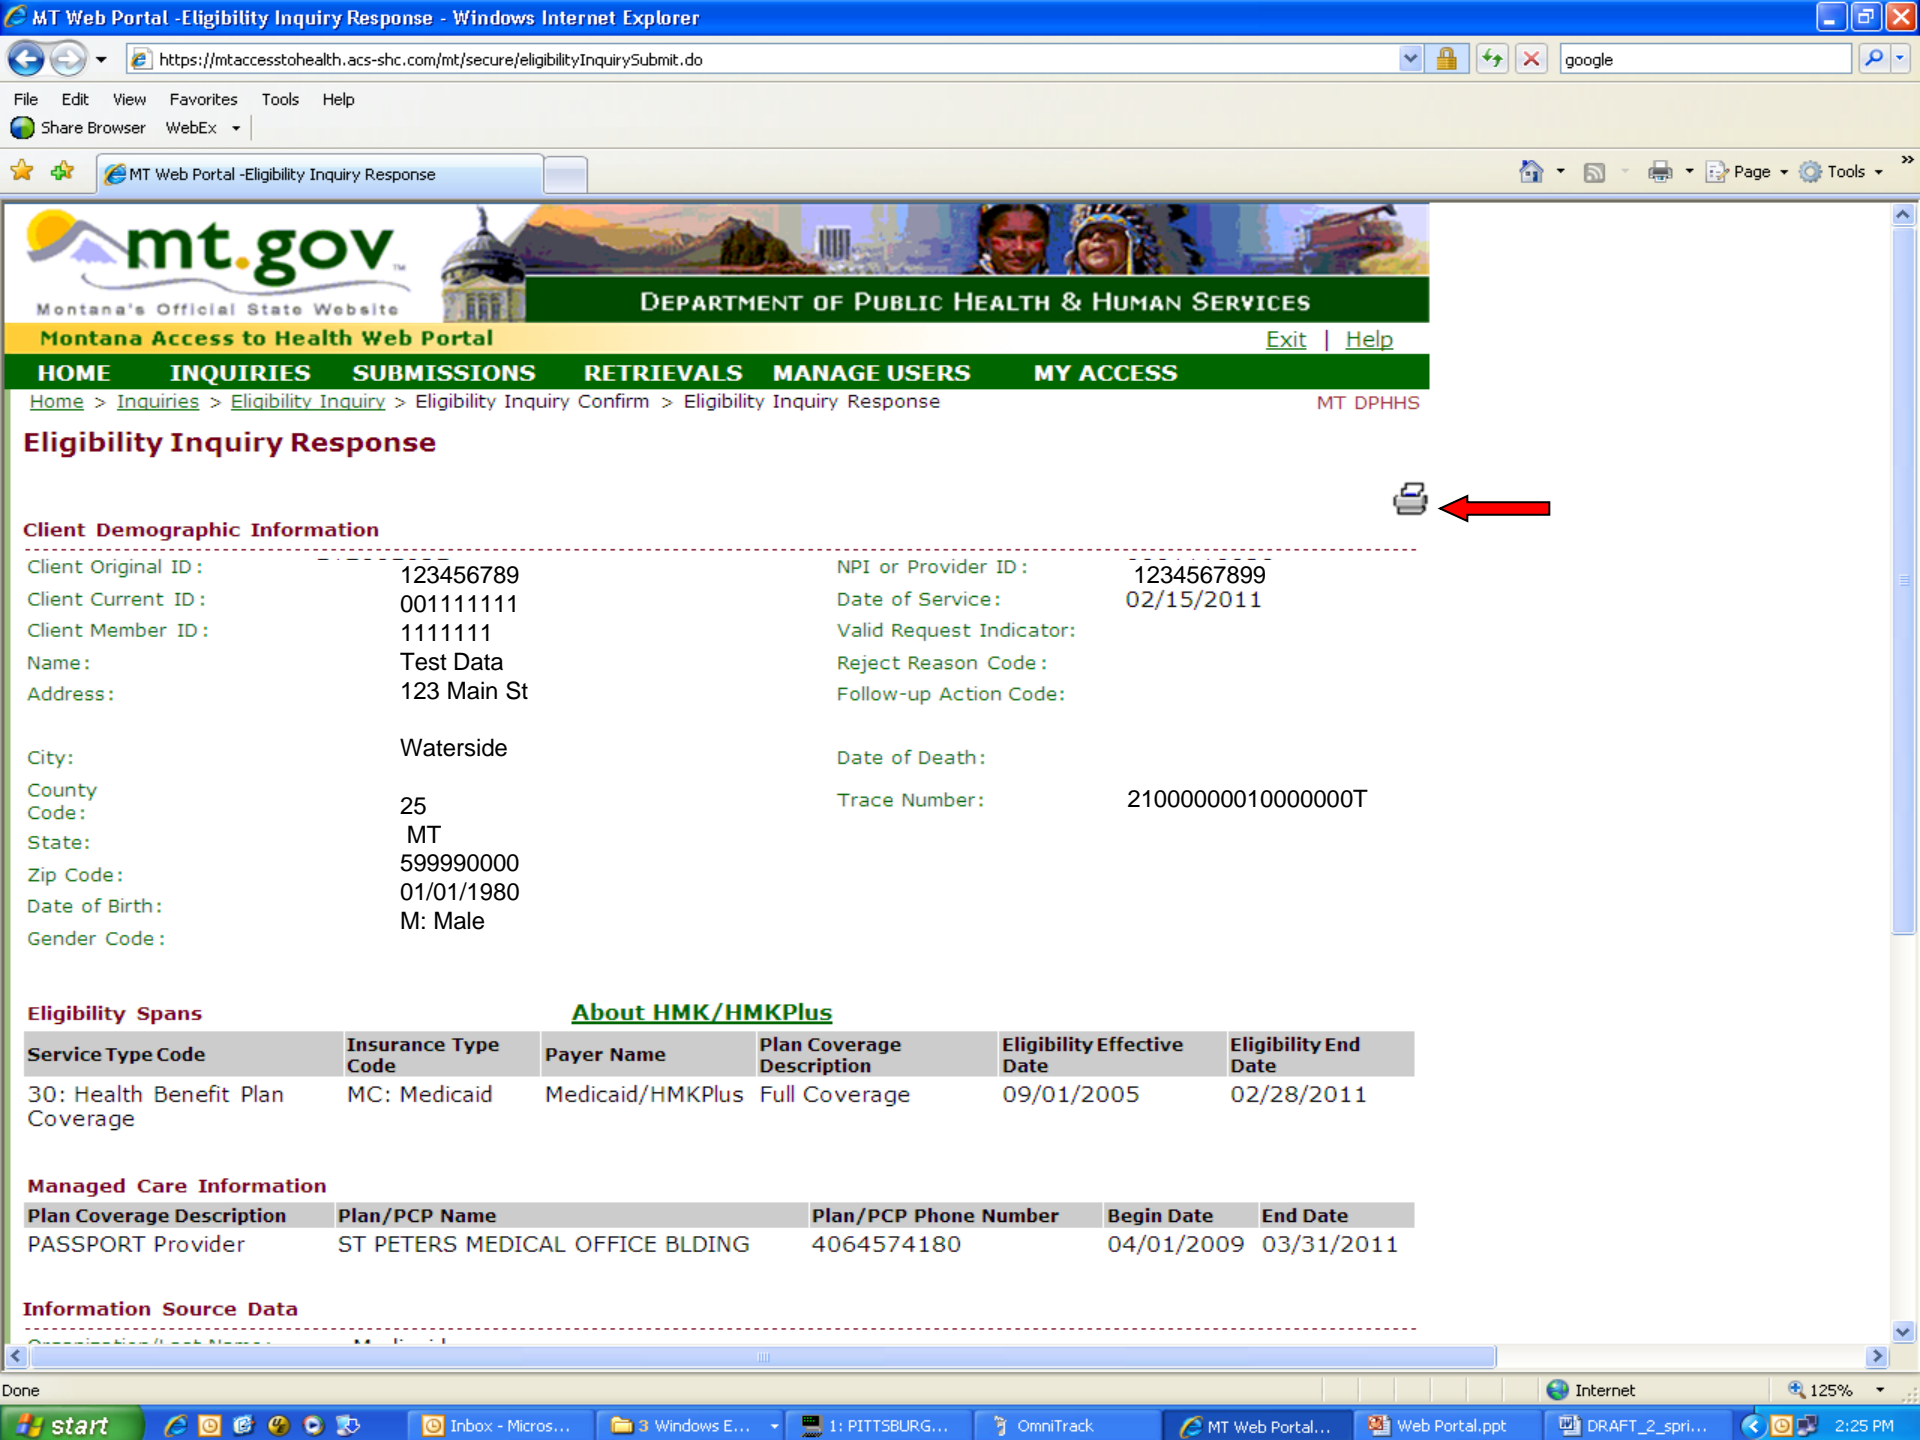 MT Web Portal -Eligibility Inquiry Response - Windows Internet Explorer
https://mtaccesstohealth.acs-shc.com/mt/secure/eligibilityInquirySubmit.do
google
File Edit View Favorites Tools Help
Share Browser WebEx
MT Web Portal -Eligibility Inquiry Response
Page Tools »
mt.gov™
Montana's Official State Website
DEPARTMENT OF PUBLIC HEALTH & HUMAN SERVICES
Montana Access to Health Web Portal
Exit | Help
HOME INQUIRIES SUBMISSIONS RETRIEVALS MANAGE USERS MY ACCESS
Home > Inquiries > Eligibility Inquiry > Eligibility Inquiry Confirm > Eligibility Inquiry Response
MT DPHHS
Eligibility Inquiry Response
Client Demographic Information
Client Original ID: 123456789 NPI or Provider ID: 1234567899
Client Current ID: 001111111 Date of Service: 02/15/2011
Client Member ID: 1111111 Valid Request Indicator:
Name: Test Data Reject Reason Code:
Address: 123 Main St Follow-up Action Code:
City: Waterside Date of Death:
County
Code: 25 Trace Number: 21000000010000000T
State: MT
Zip Code: 599990000
Date of Birth: 01/01/1980
Gender Code: M: Male
Eligibility Spans About HMK/HMKPlus
Service Type Code Insurance Type Code Payer Name Plan Coverage Description Eligibility Effective Date Eligibility End Date
30: Health Benefit Plan Coverage MC: Medicaid Medicaid/HMKPlus Full Coverage 09/01/2005 02/28/2011
Managed Care Information
Plan Coverage Description Plan/PCP Name Plan/PCP Phone Number Begin Date End Date
PASSPORT Provider ST PETERS MEDICAL OFFICE BLDING 4064574180 04/01/2009 03/31/2011
Information Source Data
Done
Internet
125%
start Inbox - Micros... 3 Windows E... 1: PITTSBURG... OmniTrack MT Web Portal... Web Portal.ppt DRAFT_2_spri... 2:25 PM